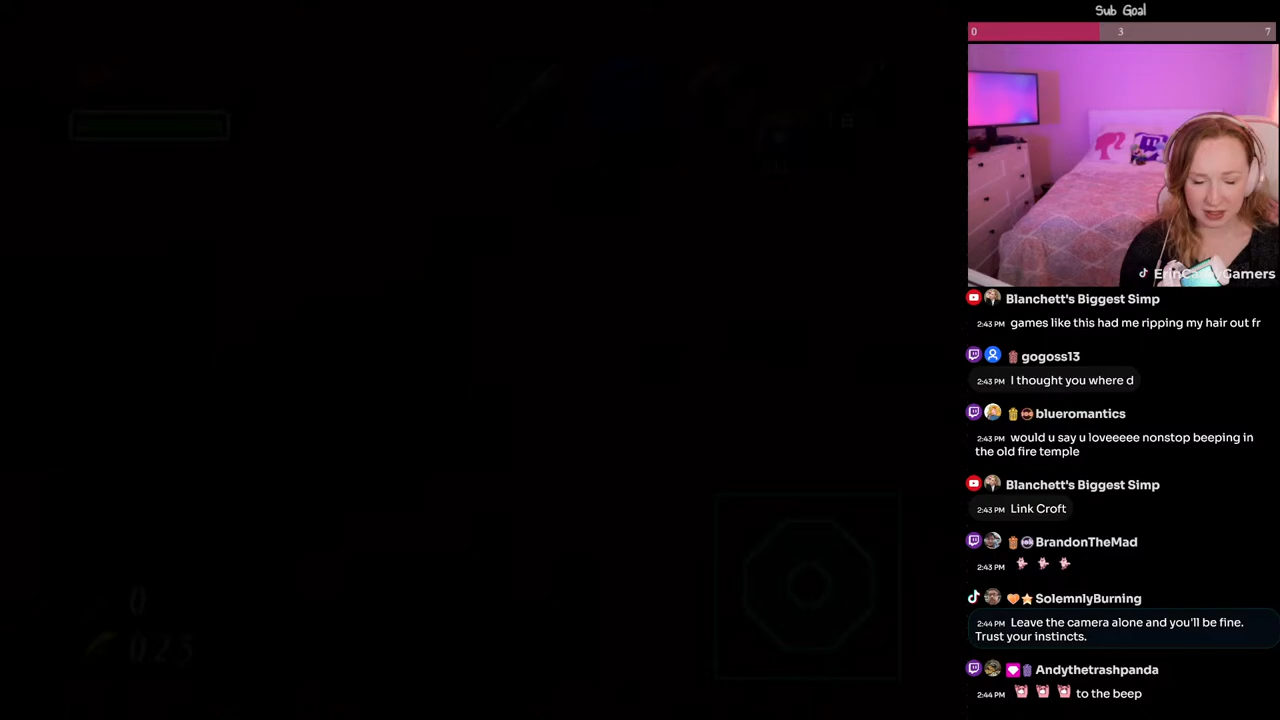 Sub Goal
0 3 7
ErinCandyGamers
Blanchett's Biggest Simp
2:43 PM games like this had me ripping my hair out fr
gogoss13
2:43 PM I thought you where d
blueromantics
2:43 PM would u say u loveeeee nonstop beeping in
the old fire temple
Blanchett's Biggest Simp
2:43 PM Link Croft
BrandonTheMad
2:43 PM
SolemnlyBurning
2:44 PM Leave the camera alone and you'll be fine.
Trust your instincts.
Andythetrashpanda
2:44 PM to the beep
0
023